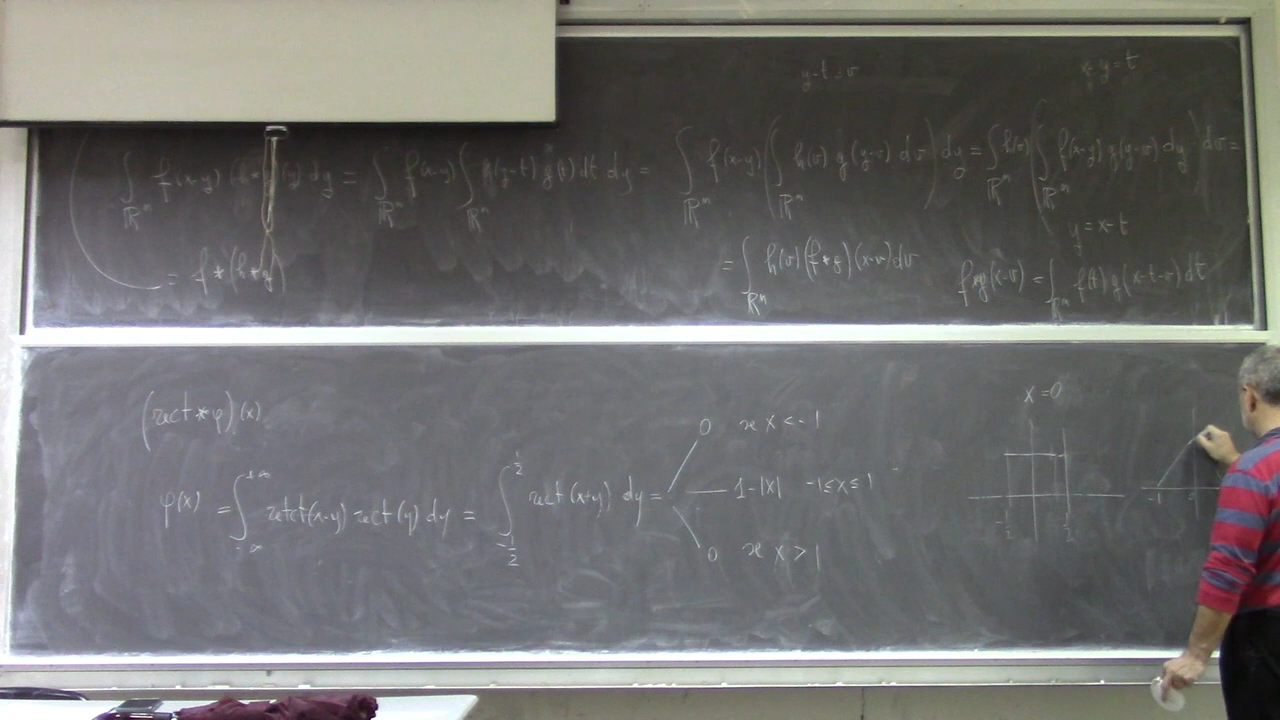 y-t = v
x-y = t
∫_{ℝⁿ} f(x-y) (h*g)(y) dy = ∫_{ℝⁿ} f(x-y) ∫_{ℝⁿ} h(y-t) g(t) dt dy = ∫_{ℝⁿ} f(x-y) ( ∫_{ℝⁿ} h(v) g(y-v) dv ) dy = ∫_{ℝⁿ} h(v) ( ∫_{ℝⁿ} f(x-y) g(y-v) dy ) dv =
y = x-t
= f*(h*g)
= ∫_{ℝⁿ} h(v) (f*g)(x-v) dv
f*g(x-v) = ∫_{ℝⁿ} f(t) g(x-t-v) dt
(rect * φ)(x)
φ(x) = ∫_{-∞}^{+∞} rect(x-y) rect(y) dy = ∫_{-1/2}^{1/2} rect(x-y) dy =
0 se x < -1
1-|x| -1 ≤ x ≤ 1
0 se x > 1
x = 0
-1/2 1/2
-1 0